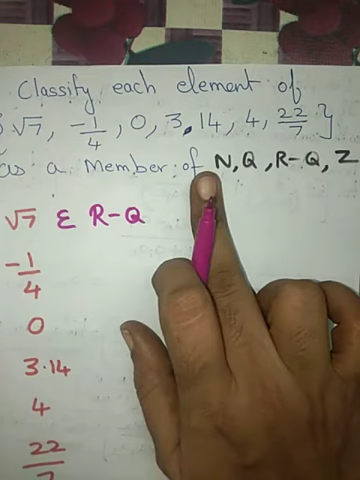 Classify each element of
{√7, -1/4, 0, 3.14, 4, 22/7}
as a Member of N, Q, R-Q, Z
√7 ε R-Q
-1/4
0
3.14
4
22/7